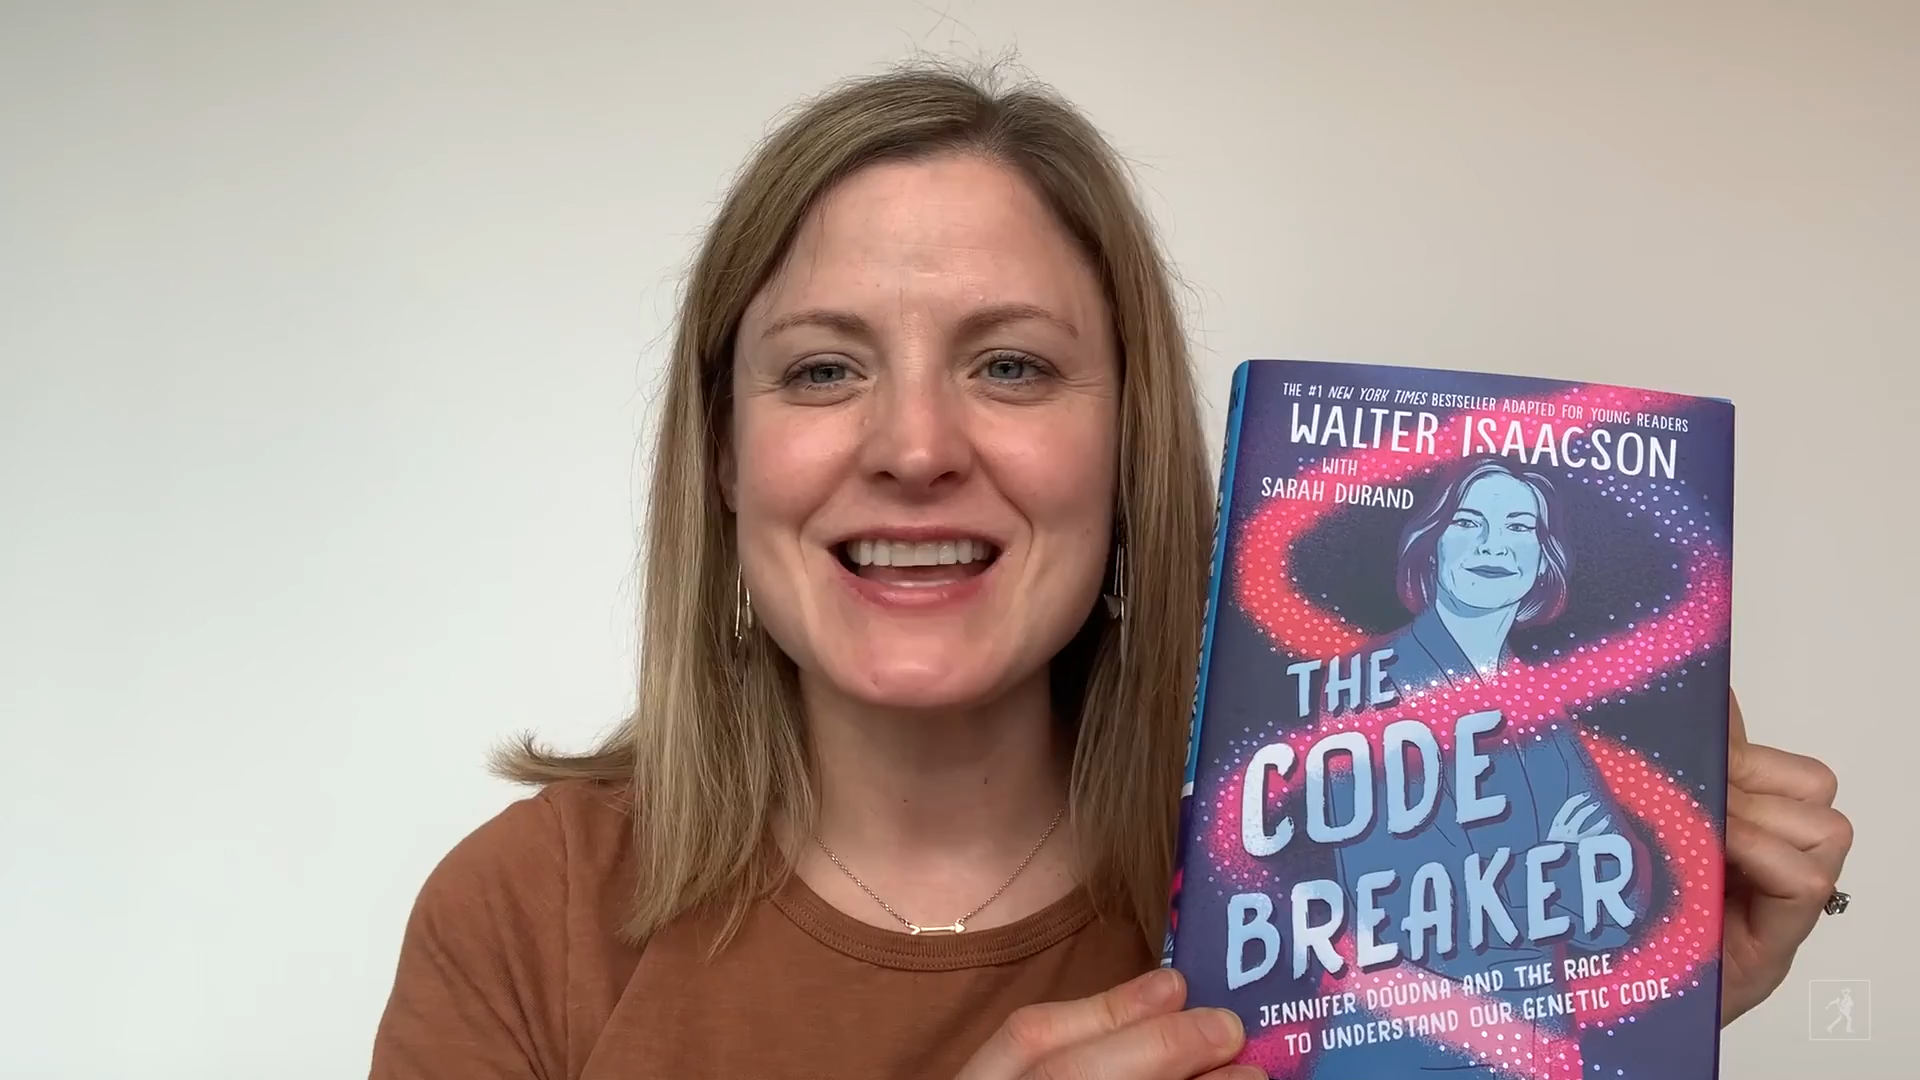 THE #1 NEW YORK TIMES BESTSELLER ADAPTED FOR YOUNG READERS
WALTER ISAACSON
WITH
SARAH DURAND
THE
CODE
BREAKER
JENNIFER DOUDNA AND THE RACE
TO UNDERSTAND OUR GENETIC CODE